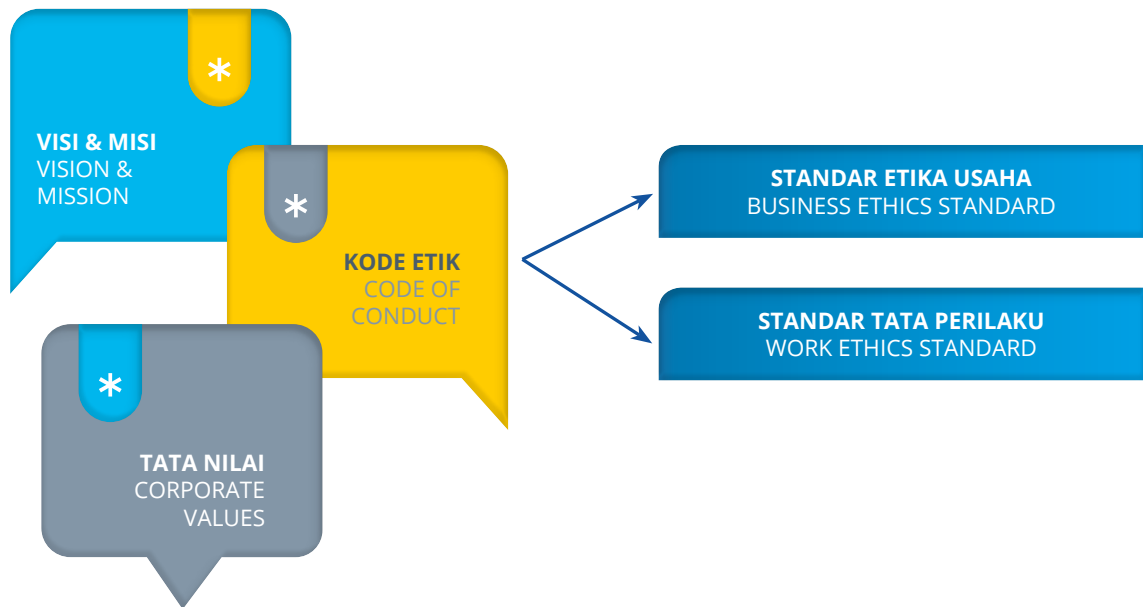 VISI & MISI
VISION &
MISSION
KODE ETIK
CODE OF
CONDUCT
TATA NILAI
CORPORATE
VALUES
STANDAR ETIKA USAHA
BUSINESS ETHICS STANDARD
STANDAR TATA PERILAKU
WORK ETHICS STANDARD